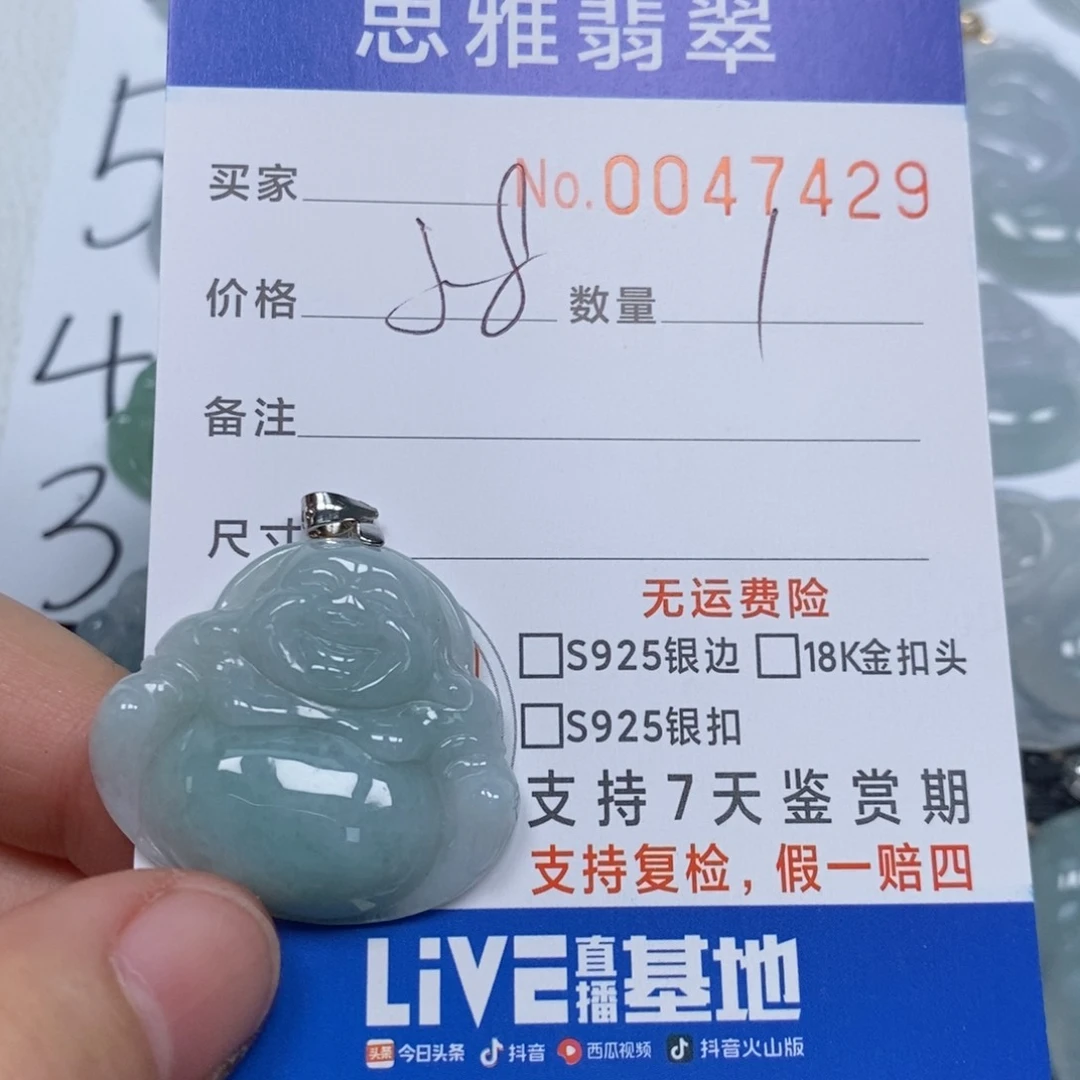 思雅翡翠
5
买家 No.0047429
价格 数量 1
4
备注
3
尺寸
无运费险
□S925银边 □18K金扣头
□S925银扣
支持7天鉴赏期
支持复检，假一赔四
LiVE直播基地
头条 今日头条 抖音 西瓜视频 抖音火山版